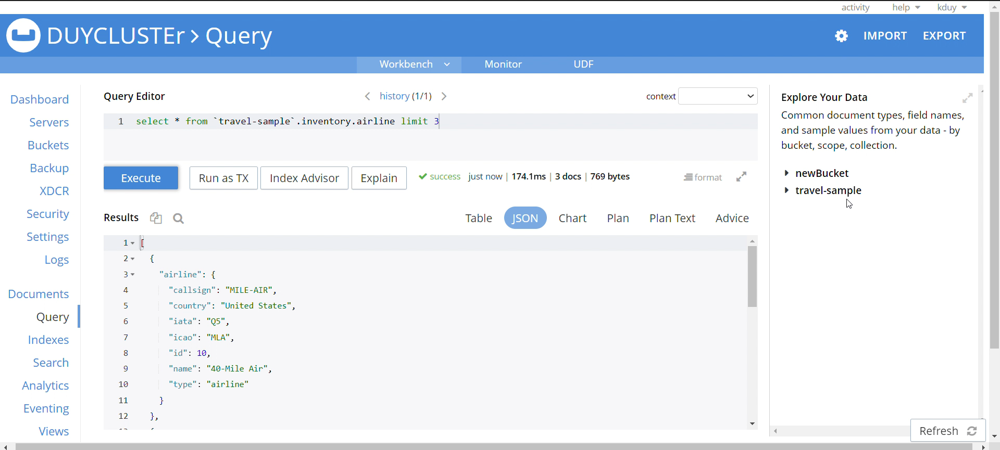 activity help kduy
DUYCLUSTEr > Query
IMPORT EXPORT
Workbench Monitor UDF
Dashboard
Servers
Buckets
Backup
XDCR
Security
Settings
Logs
Documents
Query
Indexes
Search
Analytics
Eventing
Views
Query Editor
history (1/1)
context
1 select * from `travel-sample`.inventory.airline limit 3
Execute Run as TX Index Advisor Explain
success just now | 174.1ms | 3 docs | 769 bytes
format
Results
Table JSON Chart Plan Plan Text Advice
1 [
2 {
3 "airline": {
4 "callsign": "MILE-AIR",
5 "country": "United States",
6 "iata": "Q5",
7 "icao": "MLA",
8 "id": 10,
9 "name": "40-Mile Air",
10 "type": "airline"
11 }
12 },
Explore Your Data
Common document types, field names,
and sample values from your data - by
bucket, scope, collection.
newBucket
travel-sample
Refresh